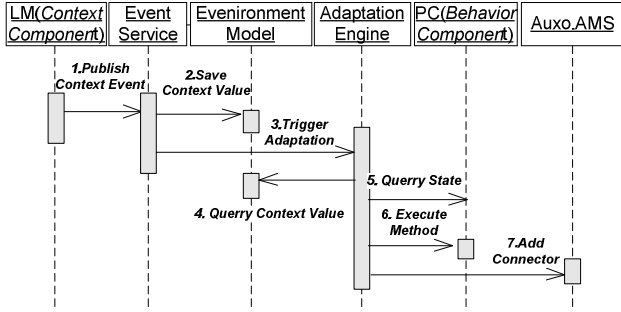 LM(Context
Component)
Event
Service
Evenironment
Model
Adaptation
Engine
PC(Behavior
Component)
Auxo.AMS
1.Publish
Context Event
2.Save
Context Value
3.Trigger
Adaptation
5. Querry State
4. Querry Context Value
6. Execute
Method
7.Add
Connector